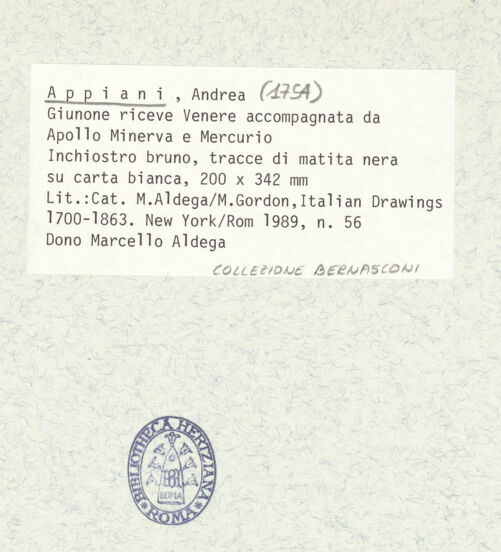 Appiani, Andrea (1754)
Giunone riceve Venere accompagnata da
Apollo Minerva e Mercurio
Inchiostro bruno, tracce di matita nera
su carta bianca, 200 x 342 mm
Lit.:Cat. M.Aldega/M.Gordon,Italian Drawings
1700-1863. New York/Rom 1989, n. 56
Dono Marcello Aldega
COLLEZIONE BERNASCONI
BIBLIOTHECA HERTZIANA
ROMA
*ROMA*